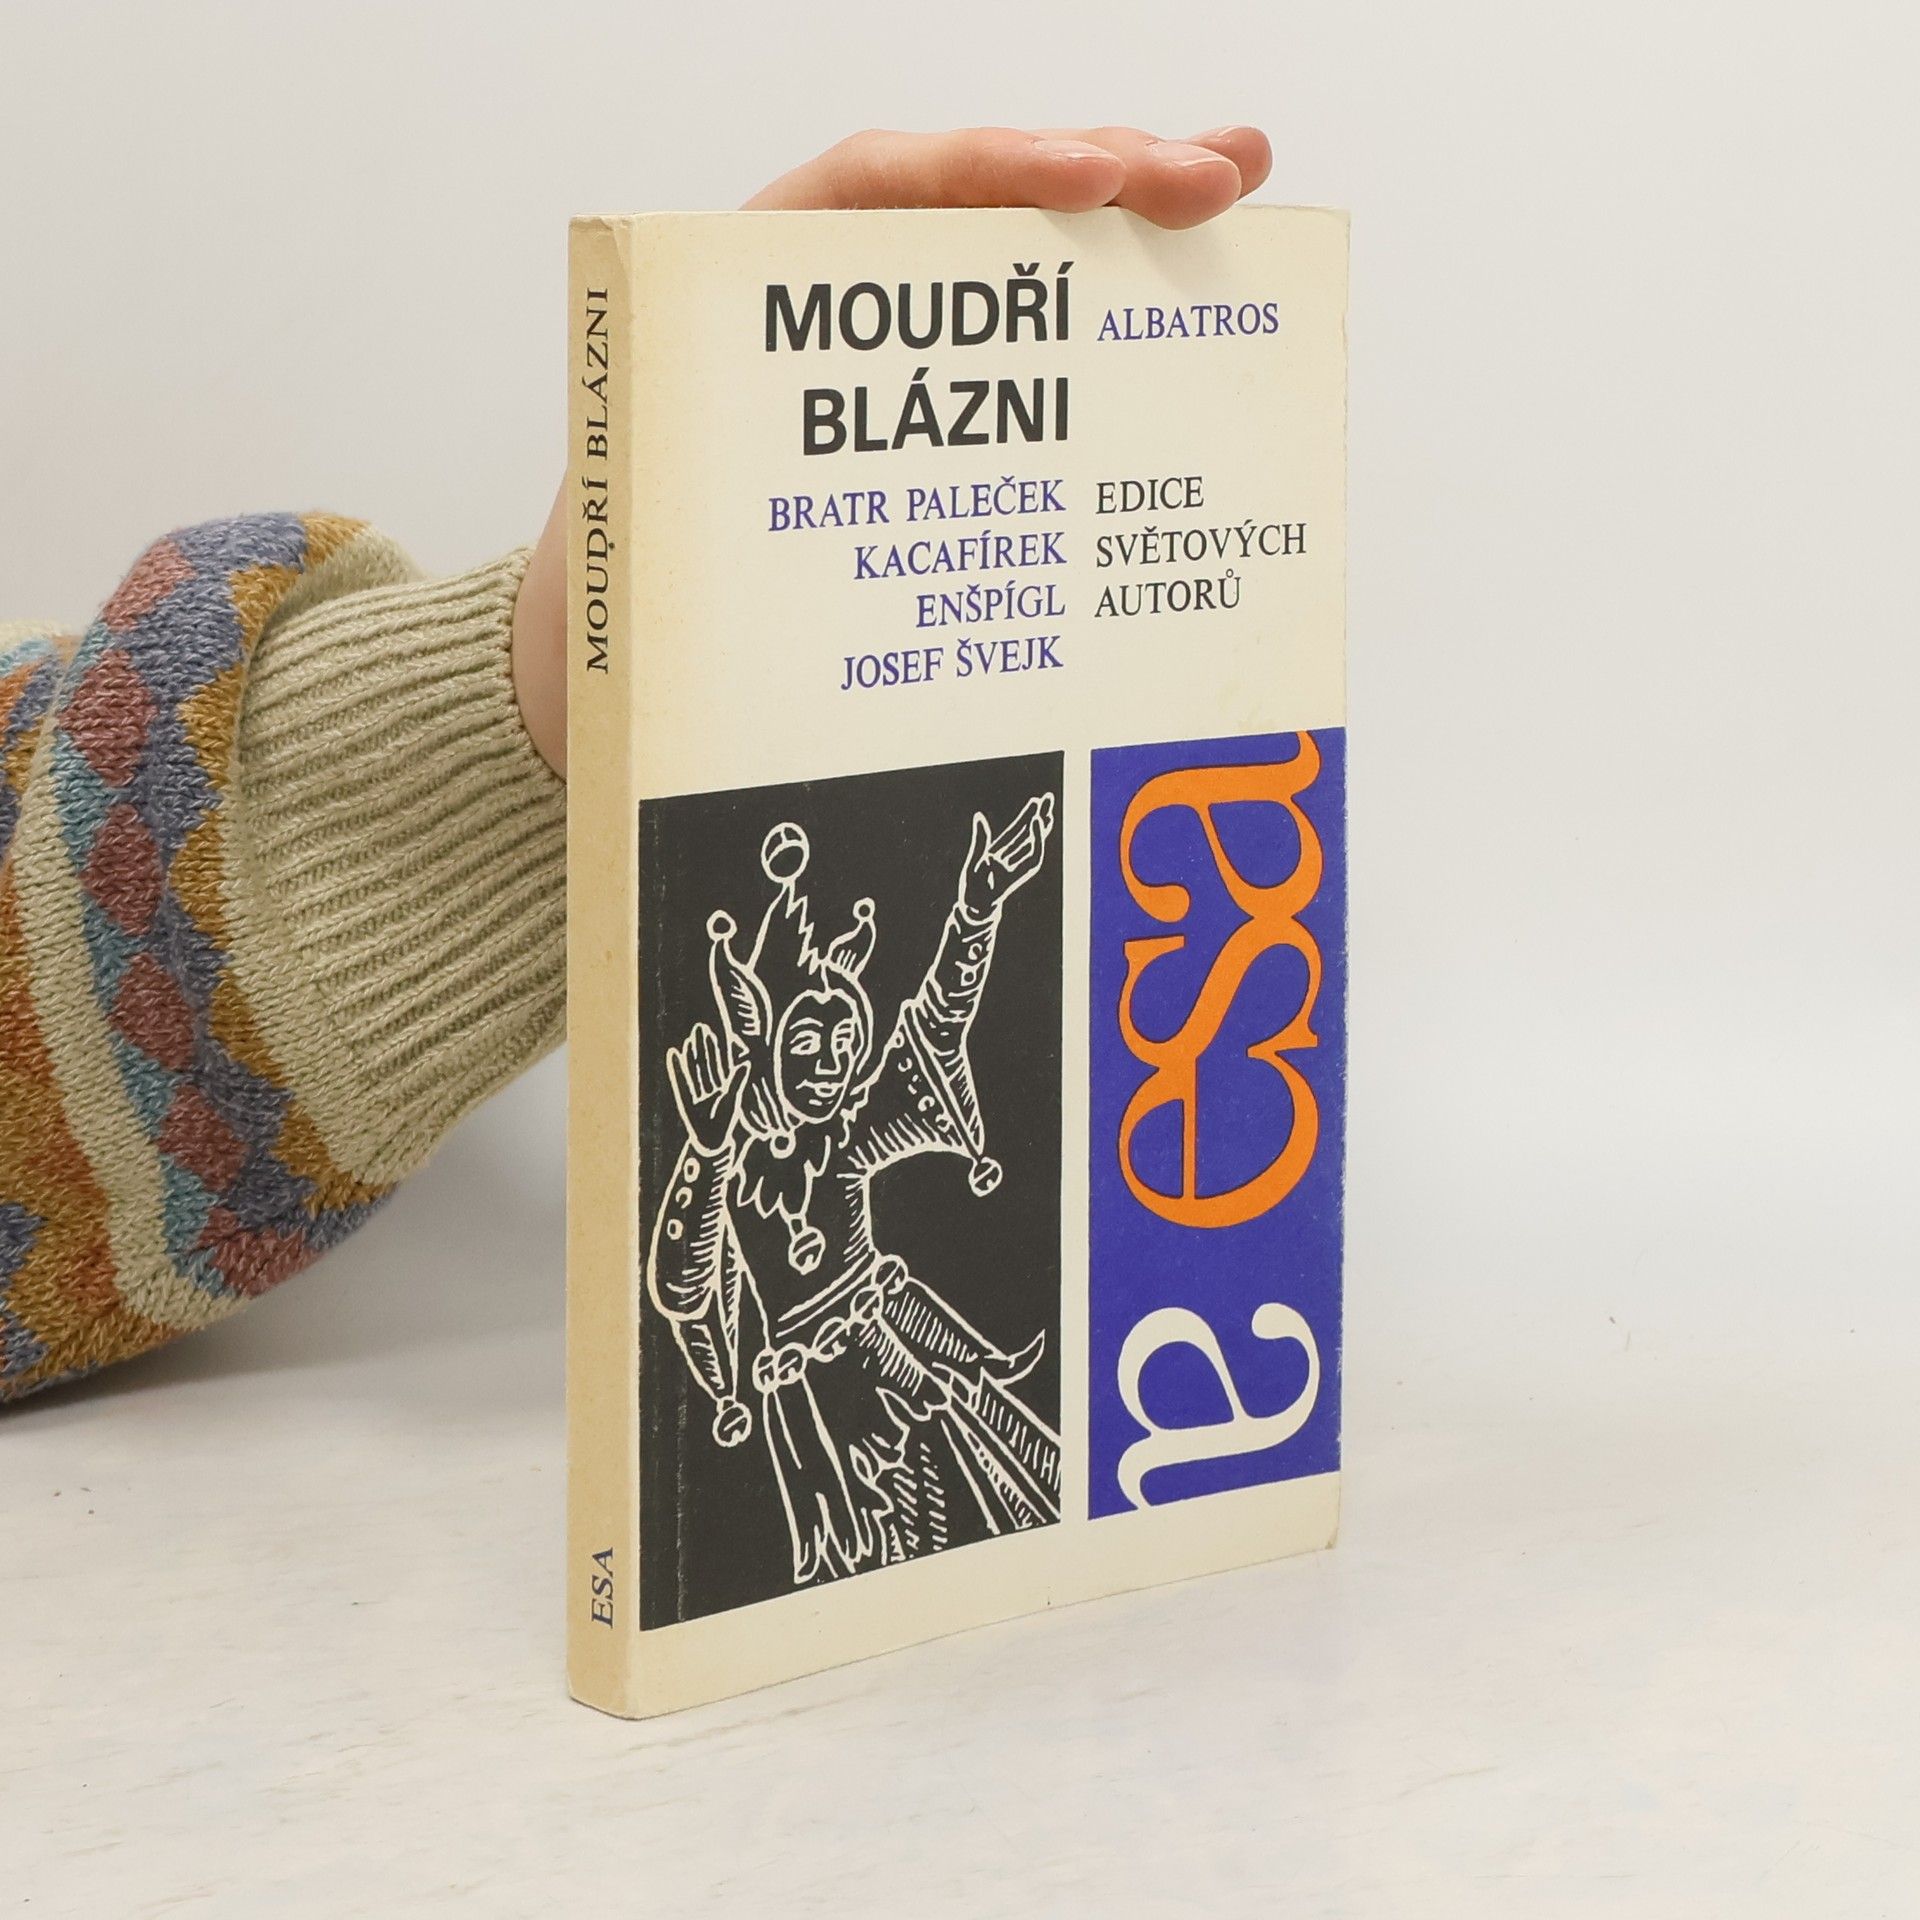 MOUDŘÍ BLÁZNI
ESA
MOUDŘÍ
BLÁZNI
BRATR PALEČEK
KACAFÍREK
ENŠPÍGL
JOSEF ŠVEJK
ALBATROS
EDICE
SVĚTOVÝCH
AUTORŮ
a esa